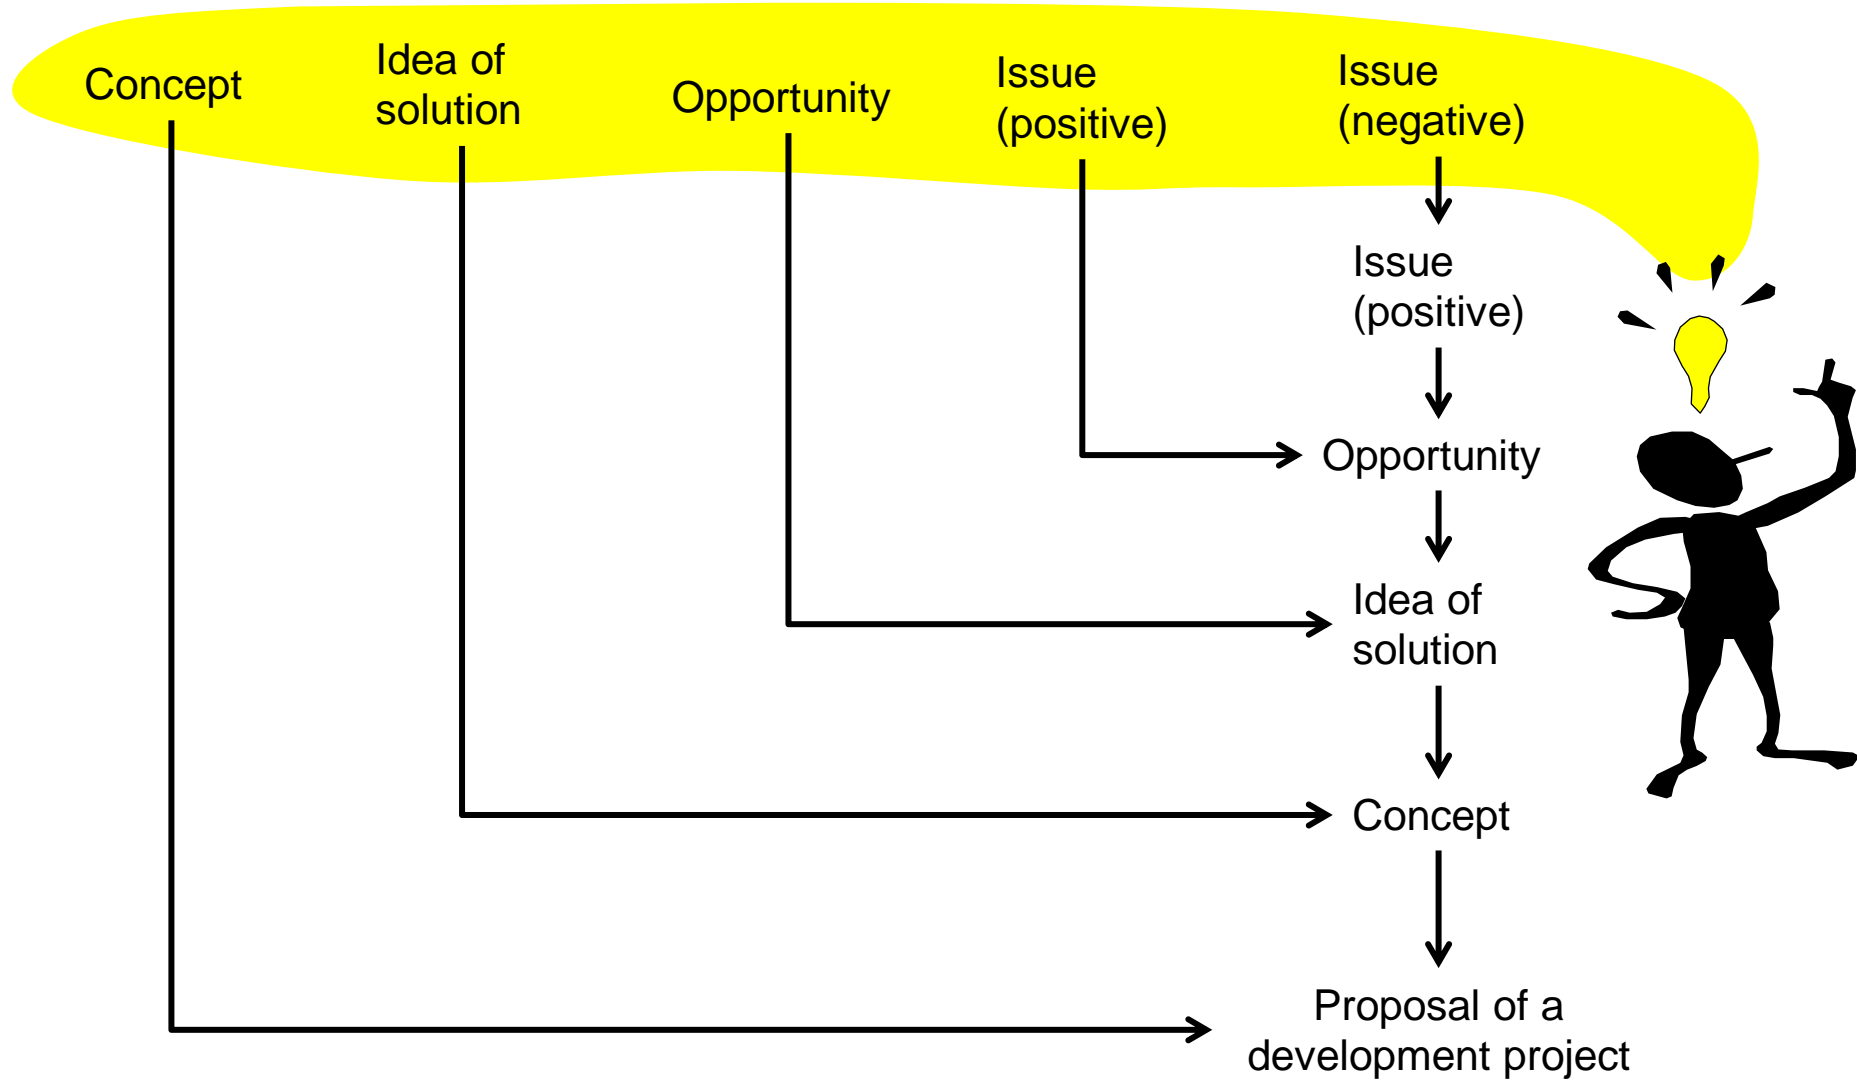 Concept
Idea of
solution
Opportunity
Issue
(positive)
Issue
(negative)
Issue
(positive)
Opportunity
Idea of
solution
Concept
Proposal of a
development project